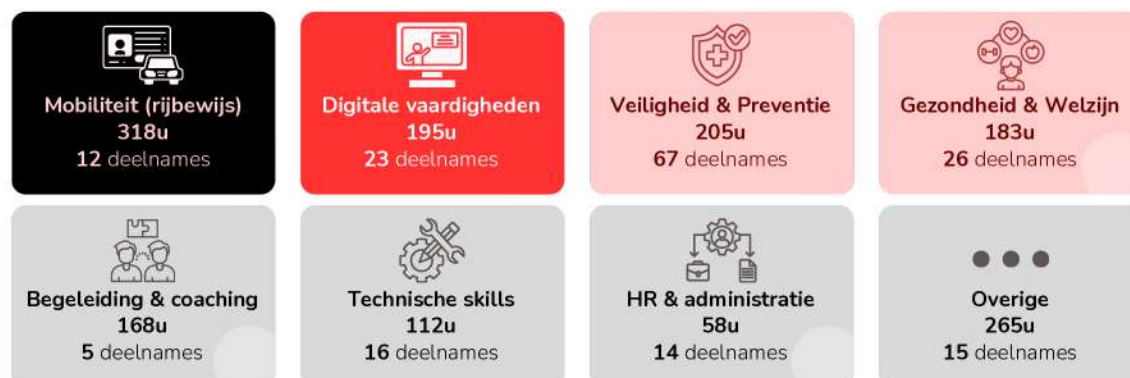 Mobiliteit (rijbewijs)
318u
12 deelnames
Digitale vaardigheden
195u
23 deelnames
Veiligheid & Preventie
205u
67 deelnames
Gezondheid & Welzijn
183u
26 deelnames
Begeleiding & coaching
168u
5 deelnames
Technische skills
112u
16 deelnames
HR & administratie
58u
14 deelnames
Overige
265u
15 deelnames